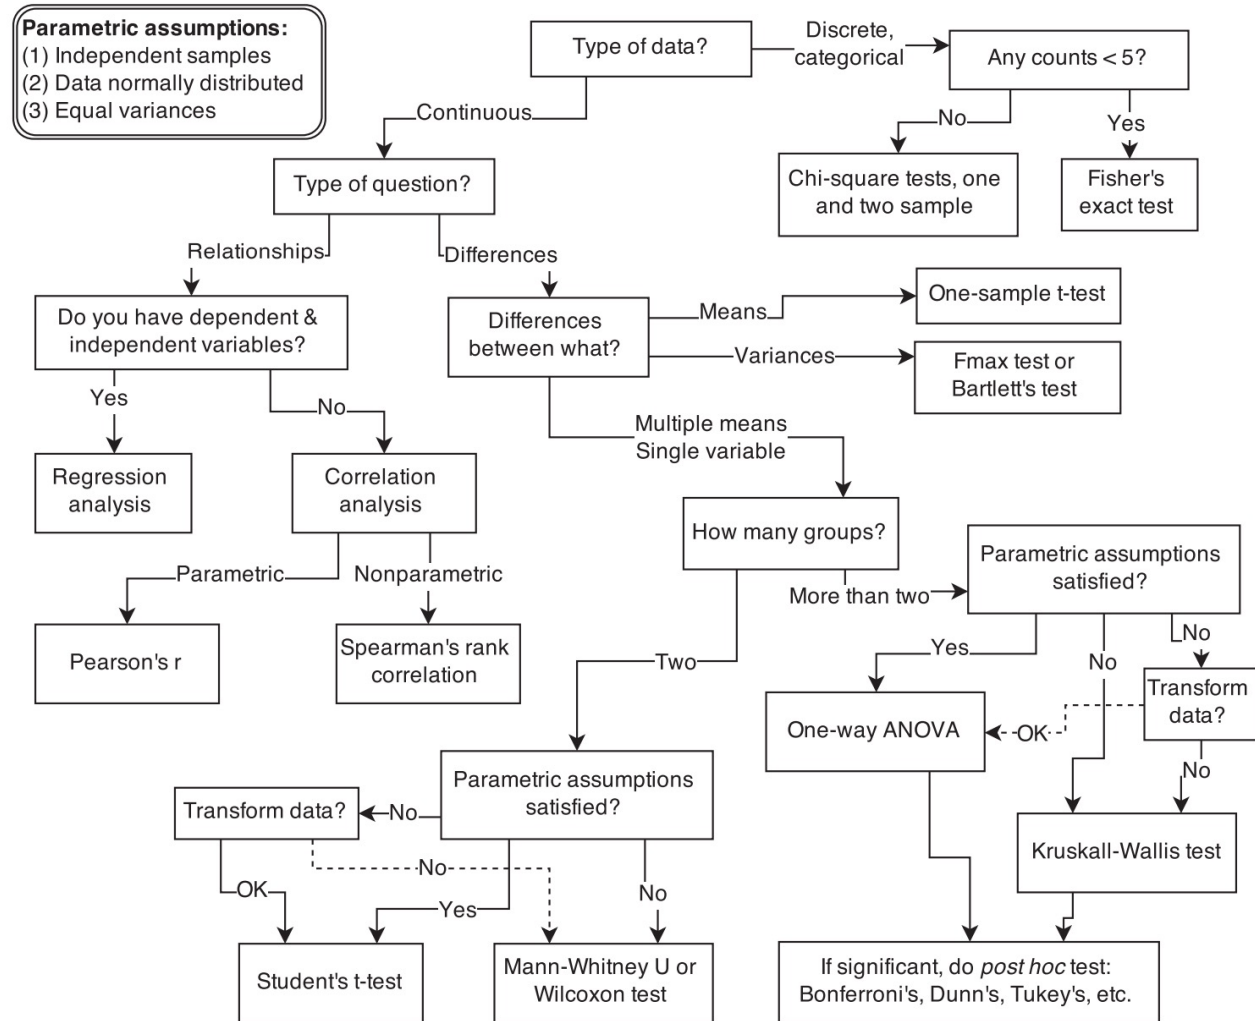 Parametric assumptions:
(1) Independent samples
(2) Data normally distributed
(3) Equal variances
Type of data?
Discrete,
categorical
Any counts < 5?
Continuous
No
Yes
Type of question?
Chi-square tests, one
and two sample
Fisher's
exact test
Relationships
Differences
Do you have dependent &
independent variables?
Differences
between what?
Means
One-sample t-test
Variances
Fmax test or
Bartlett's test
Yes
No
Multiple means
Single variable
Regression
analysis
Correlation
analysis
How many groups?
Parametric assumptions
satisfied?
Parametric
Nonparametric
More than two
Pearson's r
Spearman's rank
correlation
Two
Yes
No
No
Transform
data?
One-way ANOVA
OK
No
Parametric assumptions
satisfied?
Transform data?
No
Kruskall-Wallis test
No
OK
Yes
No
Student's t-test
Mann-Whitney U or
Wilcoxon test
If significant, do post hoc test:
Bonferroni's, Dunn's, Tukey's, etc.